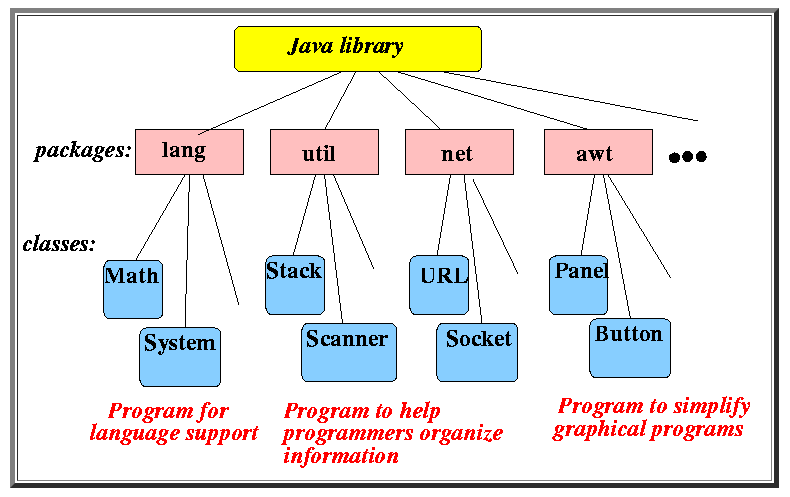 Java library
packages:
lang
util
net
awt
classes:
Math
Stack
URL
Panel
System
Scanner
Socket
Button
Program for
language support
Program to help
programmers organize
information
Program to simplify
graphical programs